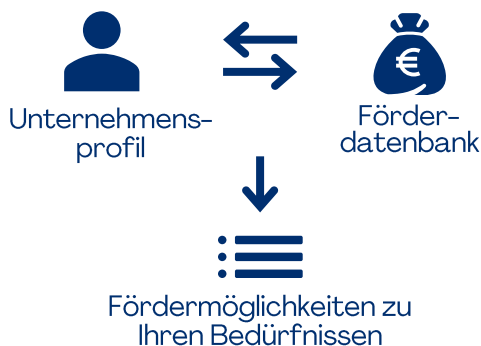 Unternehmens-
profil
Förder-
datenbank
Fördermöglichkeiten zu
Ihren Bedürfnissen